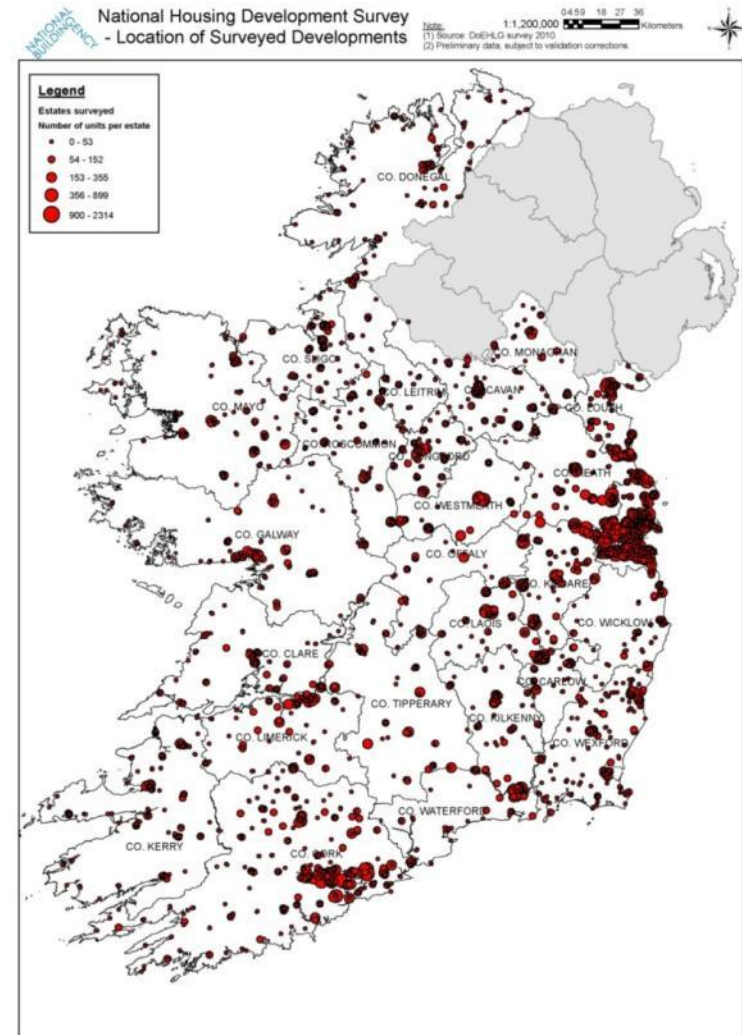 NATIONAL
BUILDING
AGENCY
National Housing Development Survey
- Location of Surveyed Developments
Note:
1:1,200,000
0 4.5 9 18 27 36
Kilometers
(1) Source: DoEHLG survey 2010.
(2) Preliminary data, subject to validation corrections.
Legend
Estates surveyed
Number of units per estate
0 - 53
54 - 152
153 - 355
356 - 899
900 - 2314
CO. DONEGAL
CO. MONAGHAN
CO. SLIGO
CO. LEITRIM
CO. CAVAN
CO. LOUTH
CO. MAYO
CO. ROSCOMMON
CO. LONGFORD
CO. MEATH
CO. WESTMEATH
CO. GALWAY
CO. OFFALY
CO. KILDARE
CO. LAOIS
CO. WICKLOW
CO. CLARE
CO. CARLOW
CO. TIPPERARY
CO. KILKENNY
CO. LIMERICK
CO. WEXFORD
CO. WATERFORD
CO. KERRY
CO. CORK